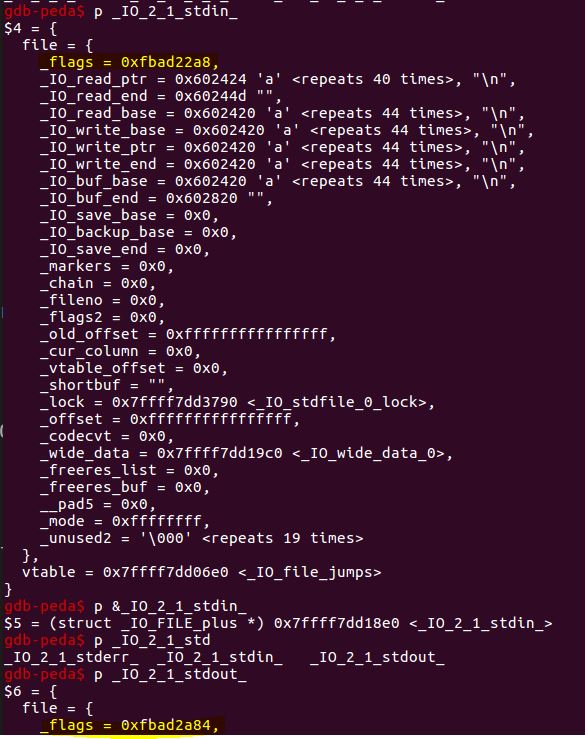 gdb-peda$ p _IO_2_1_stdin_
$4 = {
  file = {
    _flags = 0xfbad22a8,
    _IO_read_ptr = 0x602424 'a' <repeats 40 times>, "\n",
    _IO_read_end = 0x60244d "",
    _IO_read_base = 0x602420 'a' <repeats 44 times>, "\n",
    _IO_write_base = 0x602420 'a' <repeats 44 times>, "\n",
    _IO_write_ptr = 0x602420 'a' <repeats 44 times>, "\n",
    _IO_write_end = 0x602420 'a' <repeats 44 times>, "\n",
    _IO_buf_base = 0x602420 'a' <repeats 44 times>, "\n",
    _IO_buf_end = 0x602820 "",
    _IO_save_base = 0x0,
    _IO_backup_base = 0x0,
    _IO_save_end = 0x0,
    _markers = 0x0,
    _chain = 0x0,
    _fileno = 0x0,
    _flags2 = 0x0,
    _old_offset = 0xffffffffffffffff,
    _cur_column = 0x0,
    _vtable_offset = 0x0,
    _shortbuf = "",
    _lock = 0x7ffff7dd3790 <_IO_stdfile_0_lock>,
    _offset = 0xffffffffffffffff,
    _codecvt = 0x0,
    _wide_data = 0x7ffff7dd19c0 <_IO_wide_data_0>,
    _freeres_list = 0x0,
    _freeres_buf = 0x0,
    __pad5 = 0x0,
    _mode = 0xffffffff,
    _unused2 = '\000' <repeats 19 times>
  },
  vtable = 0x7ffff7dd06e0 <_IO_file_jumps>
}
gdb-peda$ p &_IO_2_1_stdin_
$5 = (struct _IO_FILE_plus *) 0x7ffff7dd18e0 <_IO_2_1_stdin_>
gdb-peda$ p _IO_2_1_std
_IO_2_1_stderr_  _IO_2_1_stdin_   _IO_2_1_stdout_
gdb-peda$ p _IO_2_1_stdout_
$6 = {
  file = {
    _flags = 0xfbad2a84,